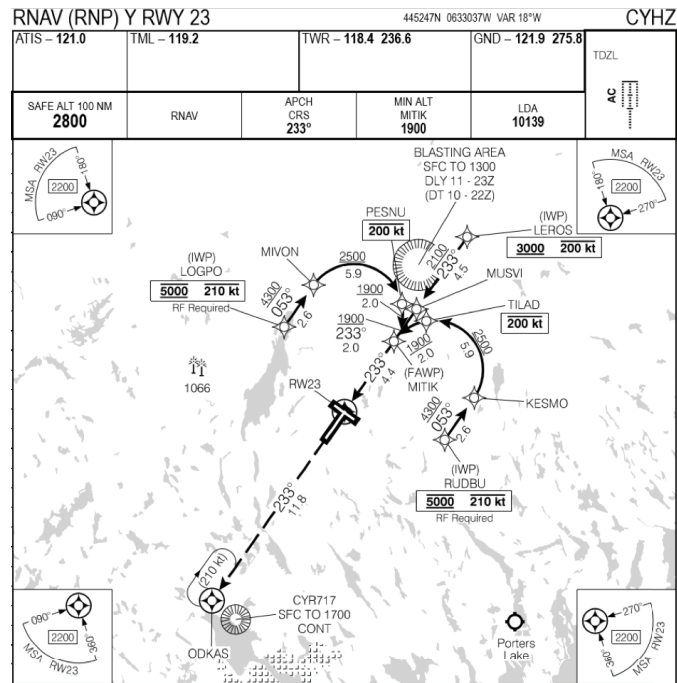 RNAV (RNP) Y RWY 23
445247N 0633037W VAR 18°W
CYHZ
ATIS – 121.0
TML – 119.2
TWR – 118.4 236.6
GND – 121.9 275.8
TDZL
AC
SAFE ALT 100 NM
2800
RNAV
APCH
CRS
233°
MIN ALT
MITIK
1900
LDA
10139
MSA RW23
180°
2200
090°
BLASTING AREA
SFC TO 1300
DLY 11 - 23Z
(DT 10 - 22Z)
MSA RW23
180°
2200
270°
PESNU
200 kt
(IWP)
LEROS
3000 200 kt
2100
233°
4.5
MIVON
2500
5.9
(IWP)
LOGPO
5000 210 kt
RF Required
4300
053°
2.6
MUSVI
1900
2.0
TILAD
200 kt
1900
233°
2.0
1900
2.0
2500
5.9
(FAWP)
MITIK
233°
4.4
1066
RW23
KESMO
4300
053°
2.6
(IWP)
RUDBU
5000 210 kt
RF Required
233°
11.8
(210 kt)
ODKAS
CYR717
SFC TO 1700
CONT
Porters
Lake
090°
2200
360°
MSA RW23
270°
2200
360°
MSA RW23